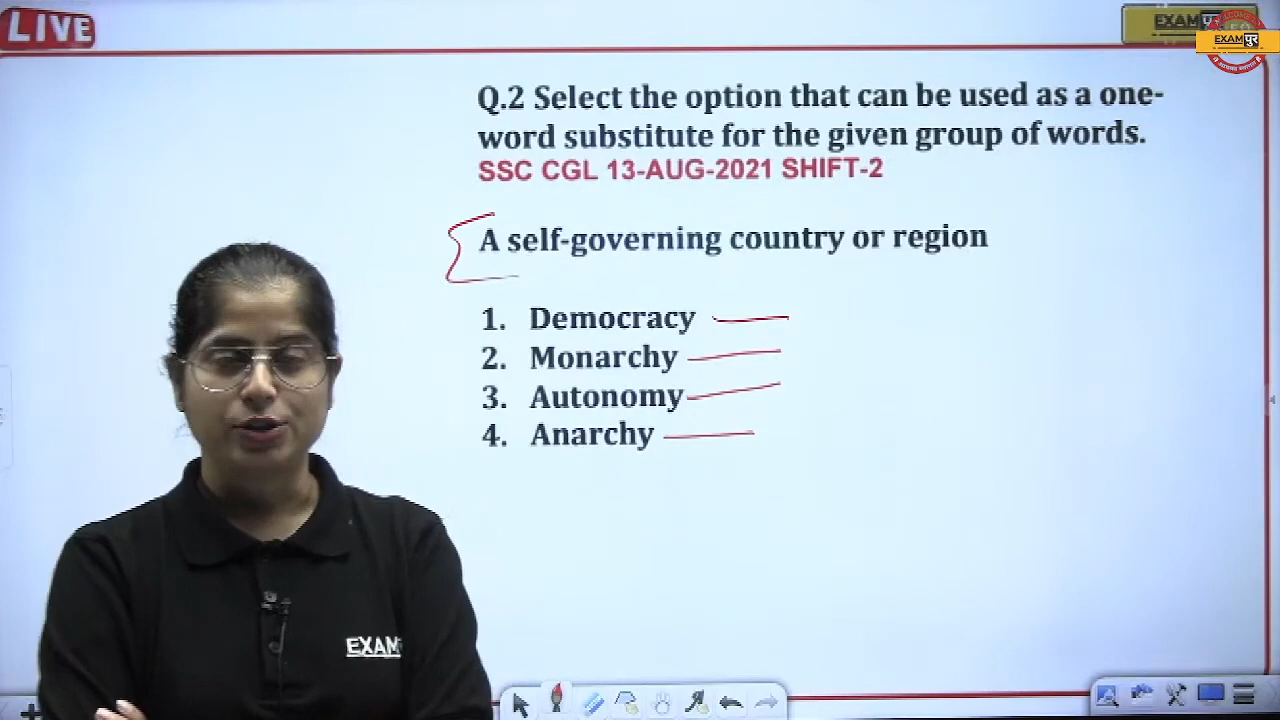 LIVE
EXAMपुर
EXAMपुर
Q.2 Select the option that can be used as a one-
word substitute for the given group of words.
SSC CGL 13-AUG-2021 SHIFT-2
A self-governing country or region
1. Democracy
2. Monarchy
3. Autonomy
4. Anarchy
EXAM